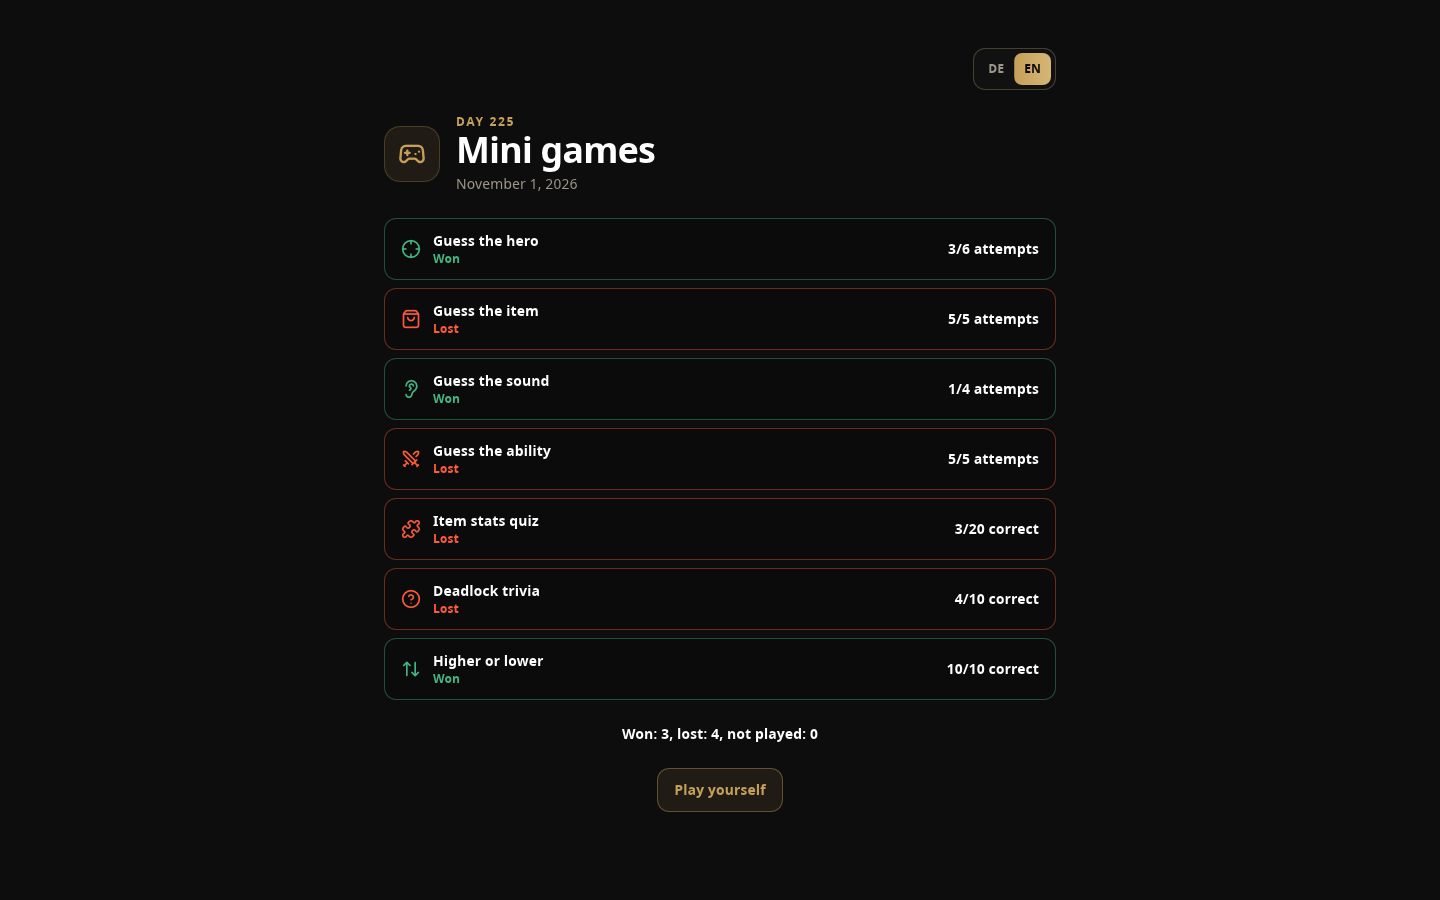 DE EN
DAY 225
Mini games
November 1, 2026
Guess the hero
Won
3/6 attempts
Guess the item
Lost
5/5 attempts
Guess the sound
Won
1/4 attempts
Guess the ability
Lost
5/5 attempts
Item stats quiz
Lost
3/20 correct
Deadlock trivia
Lost
4/10 correct
Higher or lower
Won
10/10 correct
Won: 3, lost: 4, not played: 0
Play yourself